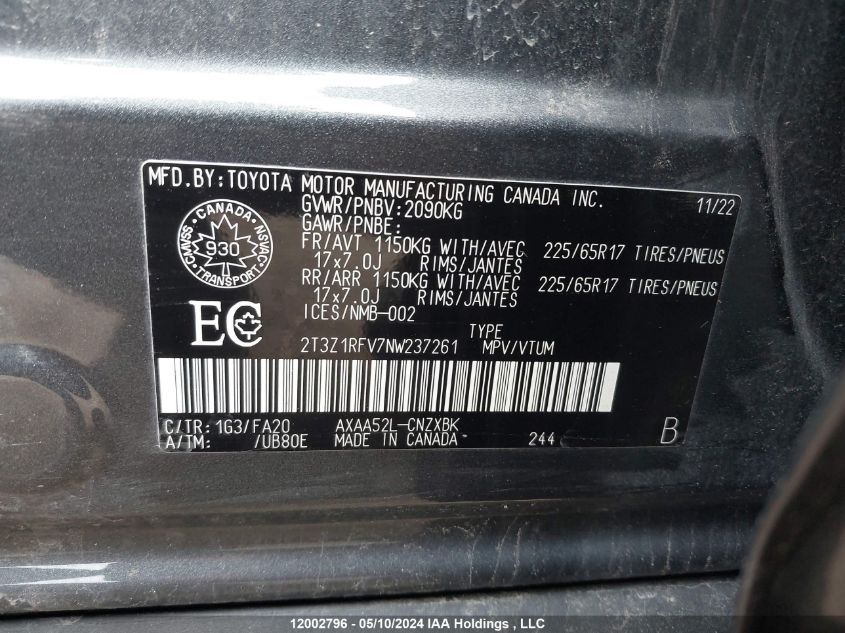 MFD.BY:TOYOTA MOTOR MANUFACTURING CANADA INC. 11/22
GVWR/PNBV:2090KG
GAWR/PNBE:
FR/AVT 1150KG WITH/AVEC 225/65R17 TIRES/PNEUS
17x7.0J RIMS/JANTES
RR/ARR 1150KG WITH/AVEC 225/65R17 TIRES/PNEUS
17x7.0J RIMS/JANTES
ICES/NMB-002
CANADA
CMVSS 930 NSVAC
TRANSPORT
EC
TYPE
2T3Z1RFV7NW237261 MPV/VTUM
C/TR: 1G3/FA20 AXAA52L-CNZXBK
A/TM: /UB80E MADE IN CANADA 244 B
12002796 - 05/10/2024 IAA Holdings , LLC